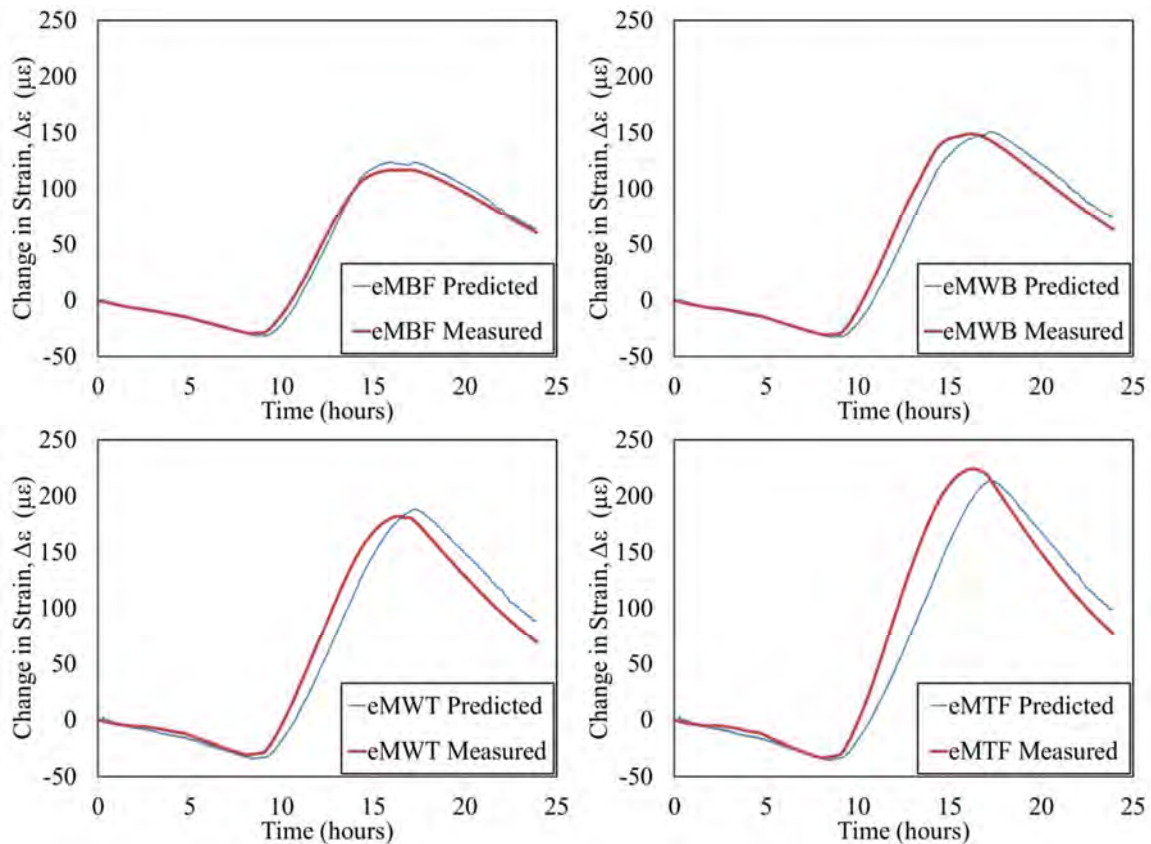 250
200
150
100
50
0
-50
Change in Strain, Δε (με)
eMBF Predicted
eMBF Measured
0 5 10 15 20 25
Time (hours)
250
200
150
100
50
0
-50
Change in Strain, Δε (με)
eMWB Predicted
eMWB Measured
0 5 10 15 20 25
Time (hours)
250
200
150
100
50
0
-50
Change in Strain, Δε (με)
eMWT Predicted
eMWT Measured
0 5 10 15 20 25
Time (hours)
250
200
150
100
50
0
-50
Change in Strain, Δε (με)
eMTF Predicted
eMTF Measured
0 5 10 15 20 25
Time (hours)